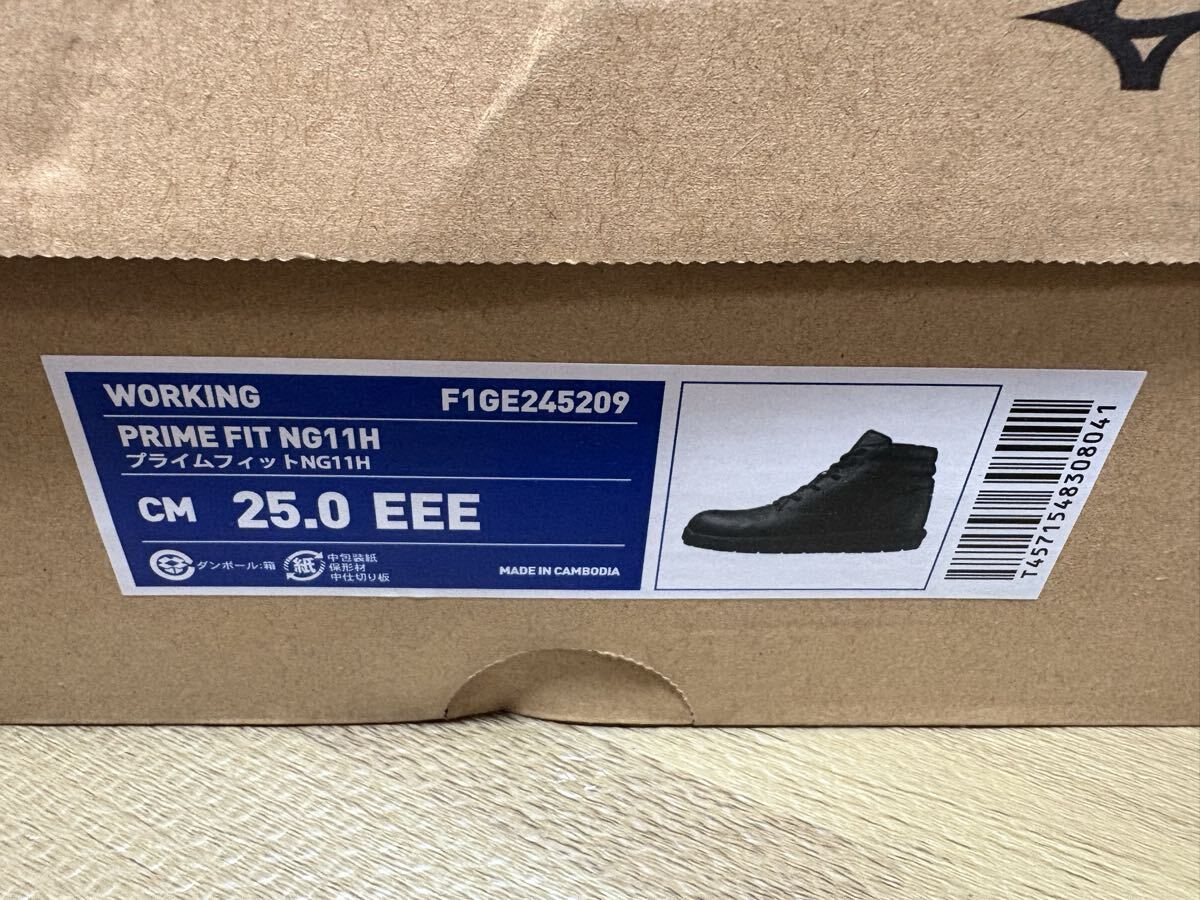 WORKING F1GE245209
PRIME FIT NG11H
プライムフィットNG11H
CM 25.0 EEE
ダンボール:箱
紙
中包装紙
保形材
中仕切り板
MADE IN CAMBODIA
T4571548308041